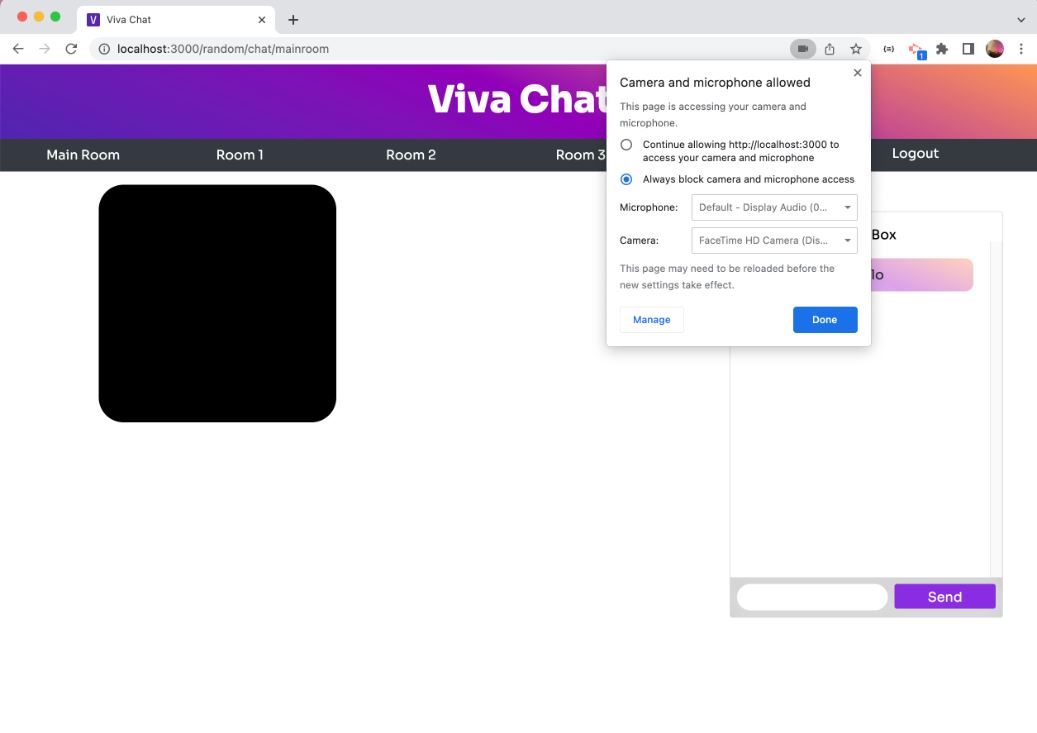 Viva Chat
localhost:3000/random/chat/mainroom
1
Viva Chat
Main Room
Room 1
Room 2
Room 3
Logout
Camera and microphone allowed
This page is accessing your camera and
microphone.
Continue allowing http://localhost:3000 to
access your camera and microphone
Always block camera and microphone access
Microphone:
Default - Display Audio (0...
Camera:
FaceTime HD Camera (Dis...
This page may need to be reloaded before the
new settings take effect.
Manage
Done
Box
lo
Send